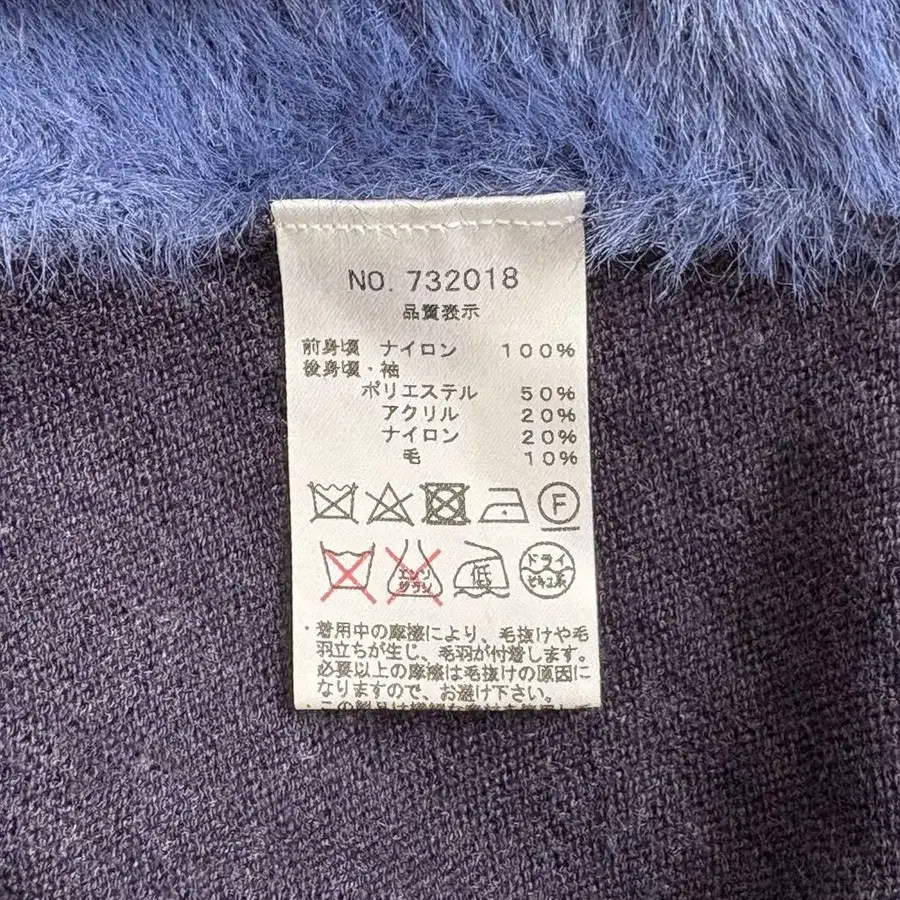 NO. 732018
品質表示
前身頃 ナイロン 100%
後身頃・袖
ポリエステル 50%
アクリル 20%
ナイロン 20%
毛 10%
F
低 ドライ
エンソ サラシ セキユ系
・着用中の摩擦により、毛抜けや毛
羽立ちが生じ、毛羽が付着します。
必要以上の摩擦は毛抜けの原因に
なりますので、お避け下さい。
・この製品は